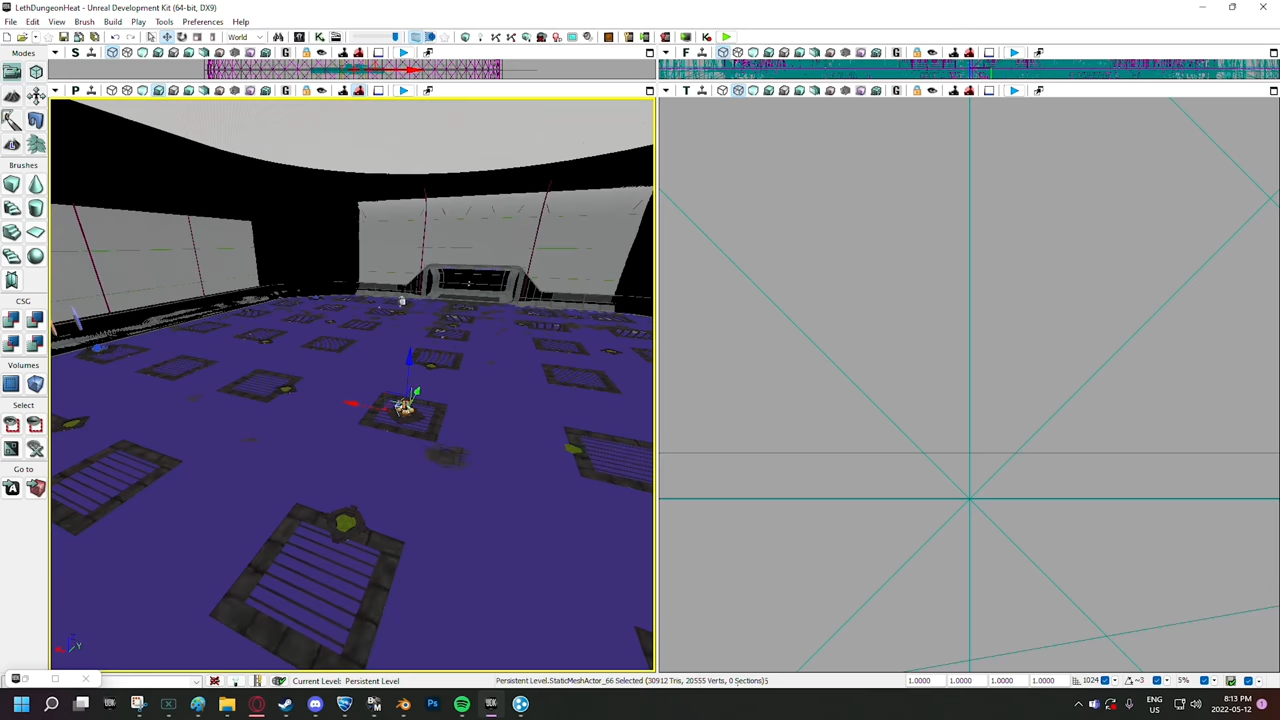 LethDungeonHeat - Unreal Development Kit (64-bit, DX9)
File Edit View Brush Build Play Tools Preferences Help
World
Modes
S
G
F
G
P
G
T
G
Brushes
CSG
Volumes
Select
Go to
Current Level: Persistent Level
Persistent Level.StaticMeshActor_66 Selected (30912 Tris, 20555 Verts, 0 Sections)
1.0000 1.0000 1.0000 1.0000 1024 ~3 5%
ENG
US
8:13 PM
2022-05-12